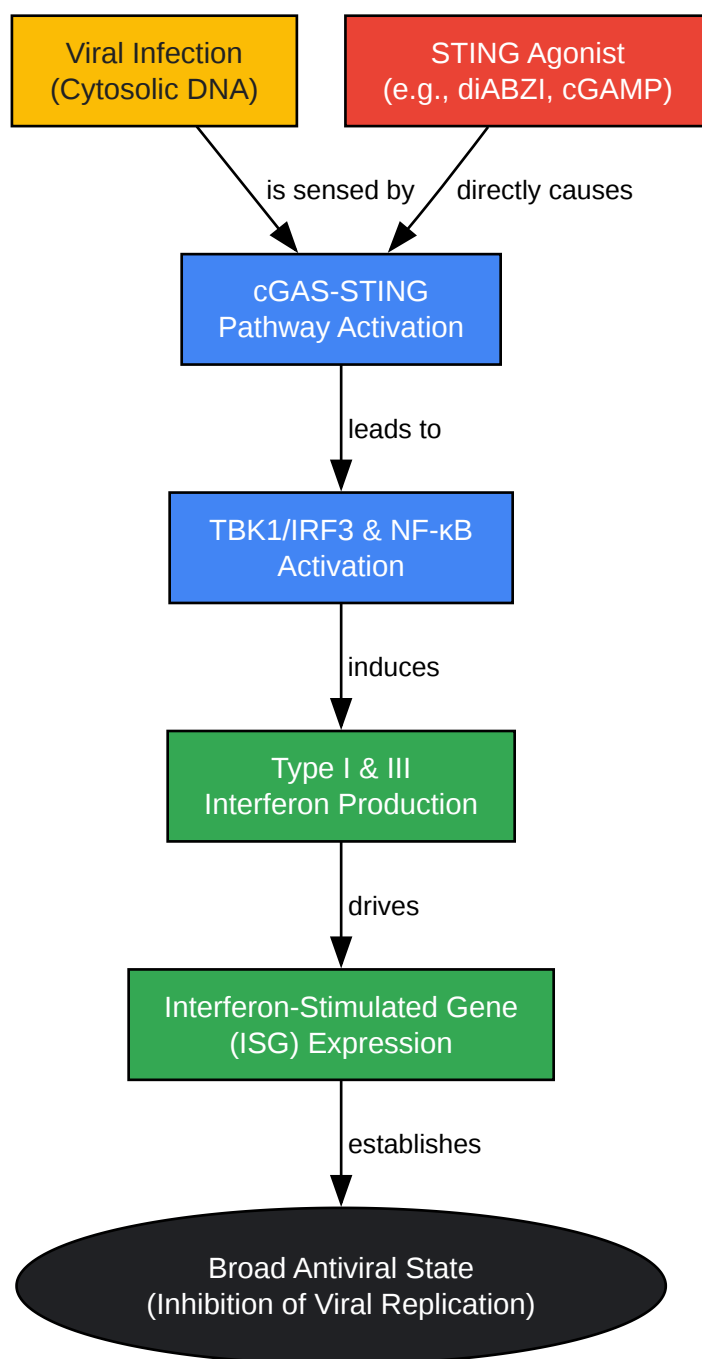 Viral Infection
(Cytosolic DNA)
STING Agonist
(e.g., diABZI, cGAMP)
is sensed by
directly causes
cGAS-STING
Pathway Activation
leads to
TBK1/IRF3 & NF-κB
Activation
induces
Type I & III
Interferon Production
drives
Interferon-Stimulated Gene
(ISG) Expression
establishes
Broad Antiviral State
(Inhibition of Viral Replication)